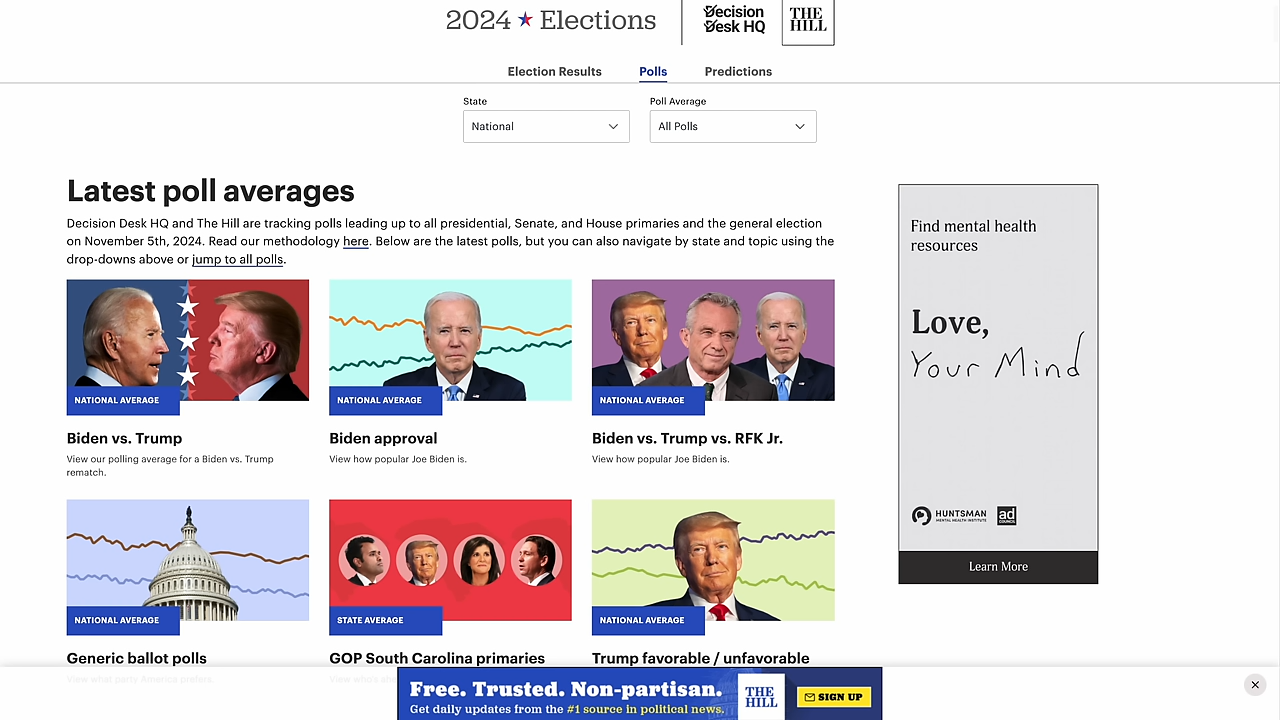 2024 Elections
Decision
Desk HQ
THE
HILL
Election Results
Polls
Predictions
State
National
Poll Average
All Polls
Latest poll averages
Decision Desk HQ and The Hill are tracking polls leading up to all presidential, Senate, and House primaries and the general election
on November 5th, 2024. Read our methodology here. Below are the latest polls, but you can also navigate by state and topic using the
drop-downs above or jump to all polls.
NATIONAL AVERAGE
Biden vs. Trump
View our polling average for a Biden vs. Trump
rematch.
NATIONAL AVERAGE
Biden approval
View how popular Joe Biden is.
NATIONAL AVERAGE
Biden vs. Trump vs. RFK Jr.
View how popular Joe Biden is.
NATIONAL AVERAGE
Generic ballot polls
View what party America prefers.
STATE AVERAGE
GOP South Carolina primaries
NATIONAL AVERAGE
Trump favorable / unfavorable
Find mental health
resources
Love,
Your Mind
HUNTSMAN
MENTAL HEALTH INSTITUTE
ad
COUNCIL
Learn More
Free. Trusted. Non-partisan.
Get daily updates from the #1 source in political news.
THE
HILL
SIGN UP